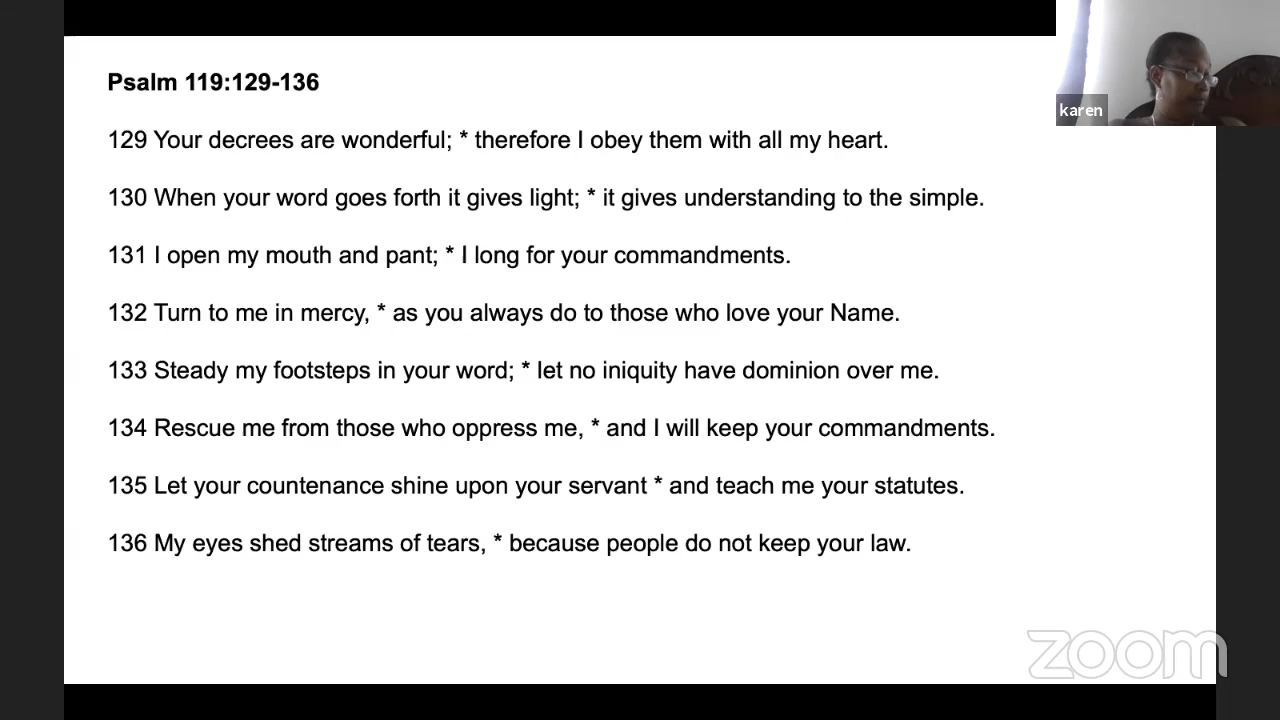 Psalm 119:129-136
karen
129 Your decrees are wonderful; * therefore I obey them with all my heart.
130 When your word goes forth it gives light; * it gives understanding to the simple.
131 I open my mouth and pant; * I long for your commandments.
132 Turn to me in mercy, * as you always do to those who love your Name.
133 Steady my footsteps in your word; * let no iniquity have dominion over me.
134 Rescue me from those who oppress me, * and I will keep your commandments.
135 Let your countenance shine upon your servant * and teach me your statutes.
136 My eyes shed streams of tears, * because people do not keep your law.
zoom